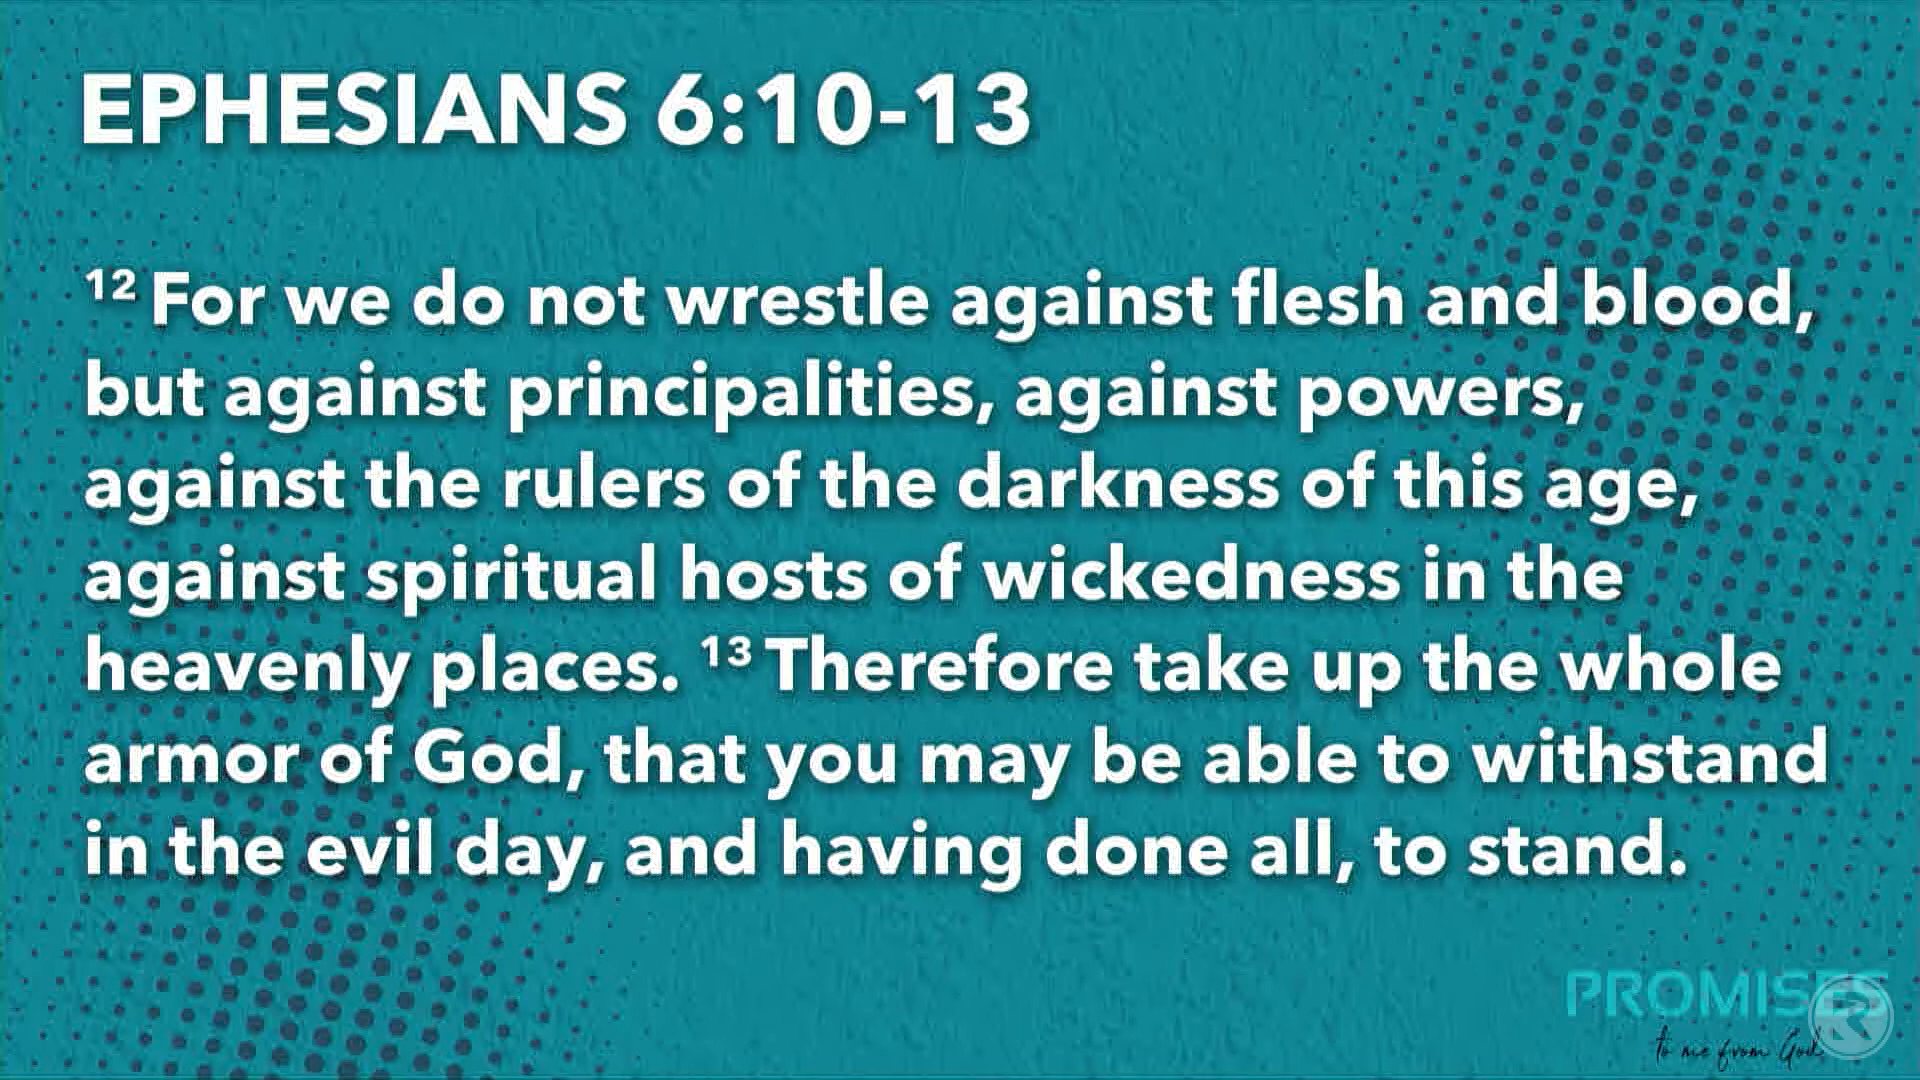 EPHESIANS 6:10-13
12 For we do not wrestle against flesh and blood,
but against principalities, against powers,
against the rulers of the darkness of this age,
against spiritual hosts of wickedness in the
heavenly places. 13 Therefore take up the whole
armor of God, that you may be able to withstand
in the evil day, and having done all, to stand.
PROMISES
R
to me from God